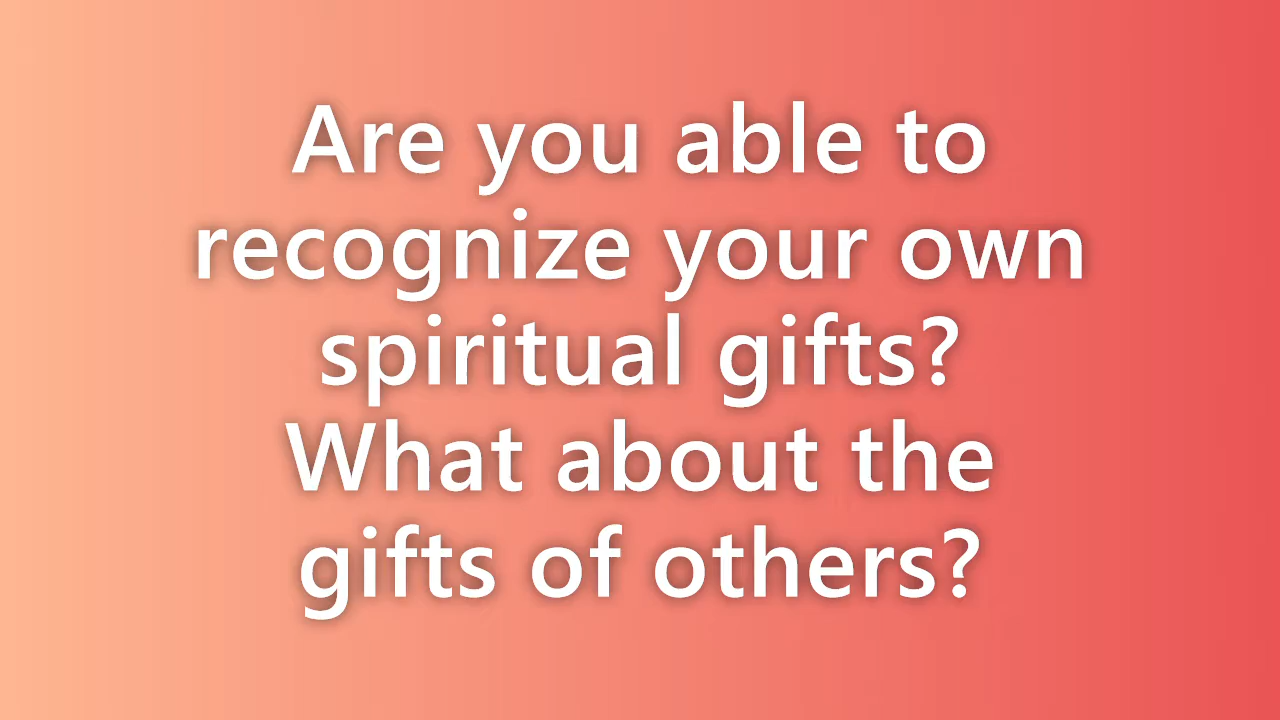 Are you able to
recognize your own
spiritual gifts?
What about the
gifts of others?